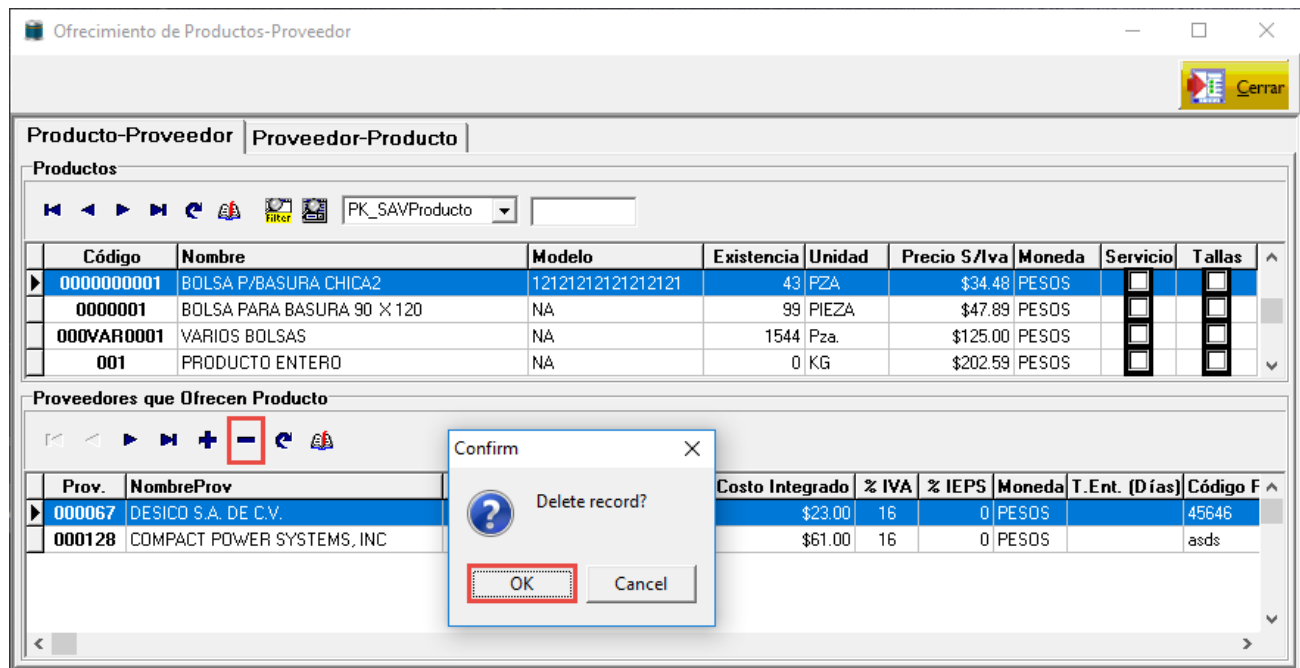 Ofrecimiento de Productos-Proveedor
Cerrar
Producto-Proveedor Proveedor-Producto
Productos
Filter PK_SAVProducto
Código Nombre Modelo Existencia Unidad Precio S/Iva Moneda Servicio Tallas
0000000001 BOLSA P/BASURA CHICA2 12121212121212121 43 PZA $34.48 PESOS
0000001 BOLSA PARA BASURA 90 X 120 NA 99 PIEZA $47.89 PESOS
000VAR0001 VARIOS BOLSAS NA 1544 Pza. $125.00 PESOS
001 PRODUCTO ENTERO NA 0 KG $202.59 PESOS
Proveedores que Ofrecen Producto
Confirm
Delete record?
OK Cancel
Prov. NombreProv Costo Integrado % IVA % IEPS Moneda T.Ent. (Días) Código F
000067 DESICO S.A. DE C.V. $23.00 16 0 PESOS 45646
000128 COMPACT POWER SYSTEMS, INC $61.00 16 0 PESOS asds